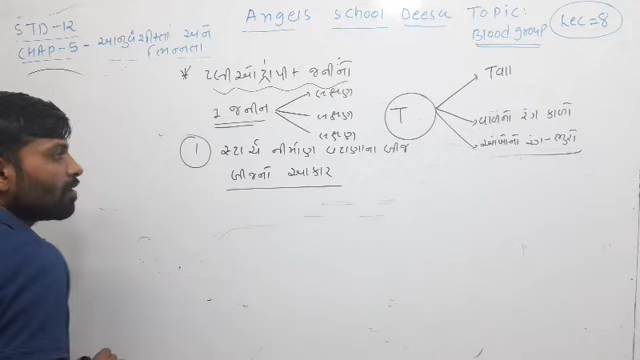 STD-12
CHAP-5 - આનુવંશિકતા અને ભિન્નતા
Angels School Deesa
Topic: Blood group
Lec=8
* પ્લીઓટ્રોપીક જનીનો
1 જનીન
લક્ષણ
લક્ષણ
લક્ષણ
T
Tall
વાળનો રંગ કાળો
આંખોનો રંગ-ભુરો
1 સ્ટાર્ચ નિર્માણ વટાણાના બીજ
બીજનો આકાર